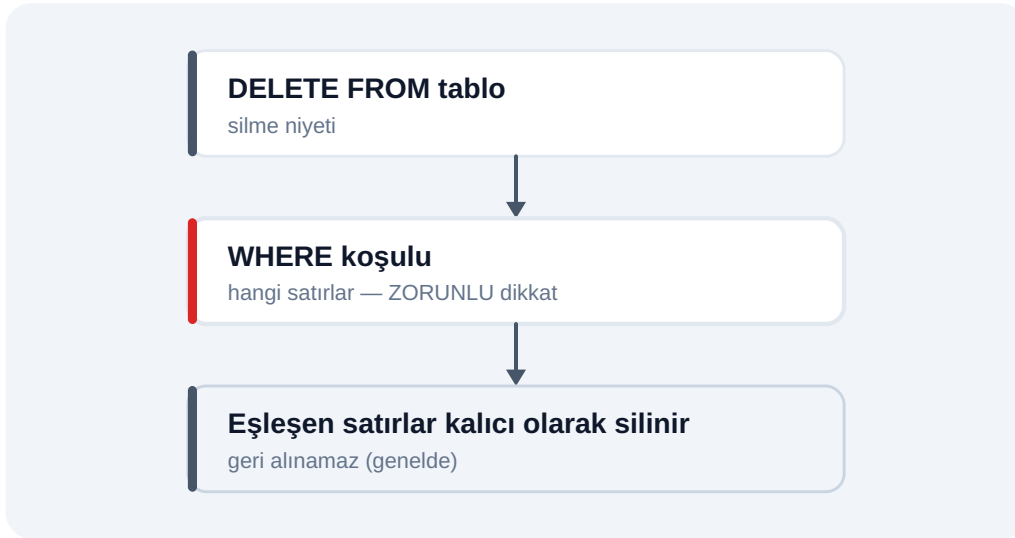 DELETE FROM tablo
silme niyeti
WHERE koşulu
hangi satırlar — ZORUNLU dikkat
Eşleşen satırlar kalıcı olarak silinir
geri alınamaz (genelde)